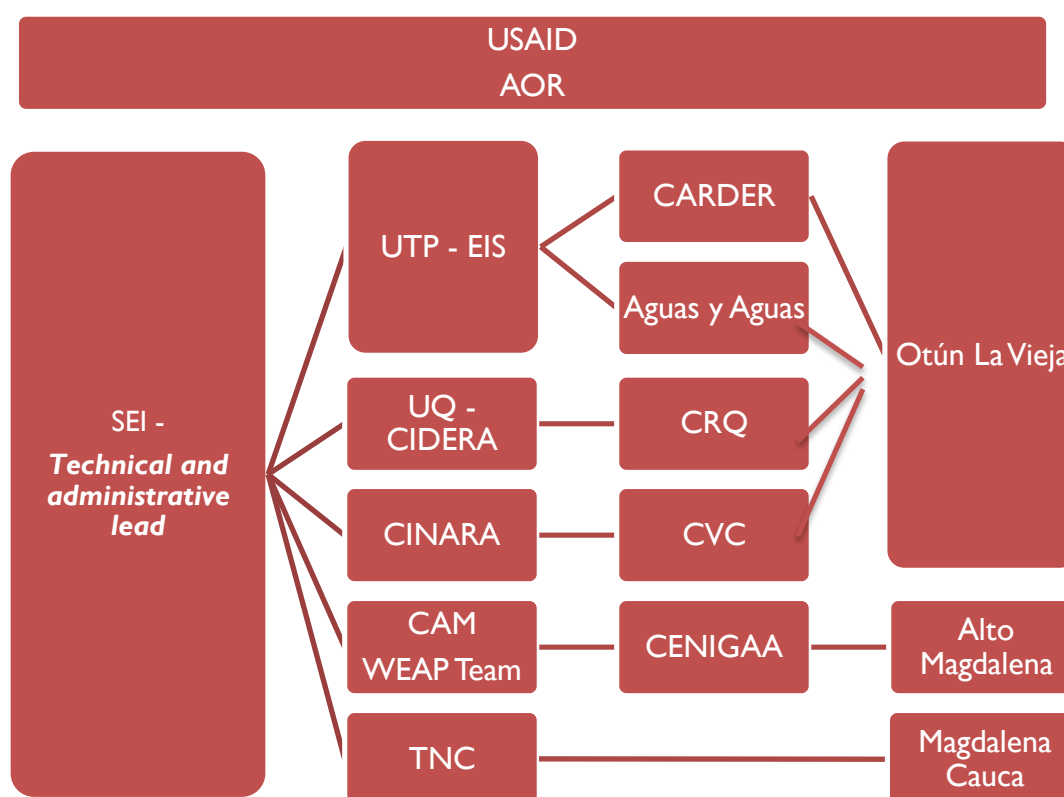 USAID
AOR
SEI -
Technical and
administrative
lead
UTP - EIS
CARDER
Aguas y Aguas
UQ -
CIDERA
CRQ
CINARA
CVC
Otún La Vieja
CAM
WEAP Team
CENIGAA
Alto
Magdalena
TNC
Magdalena
Cauca